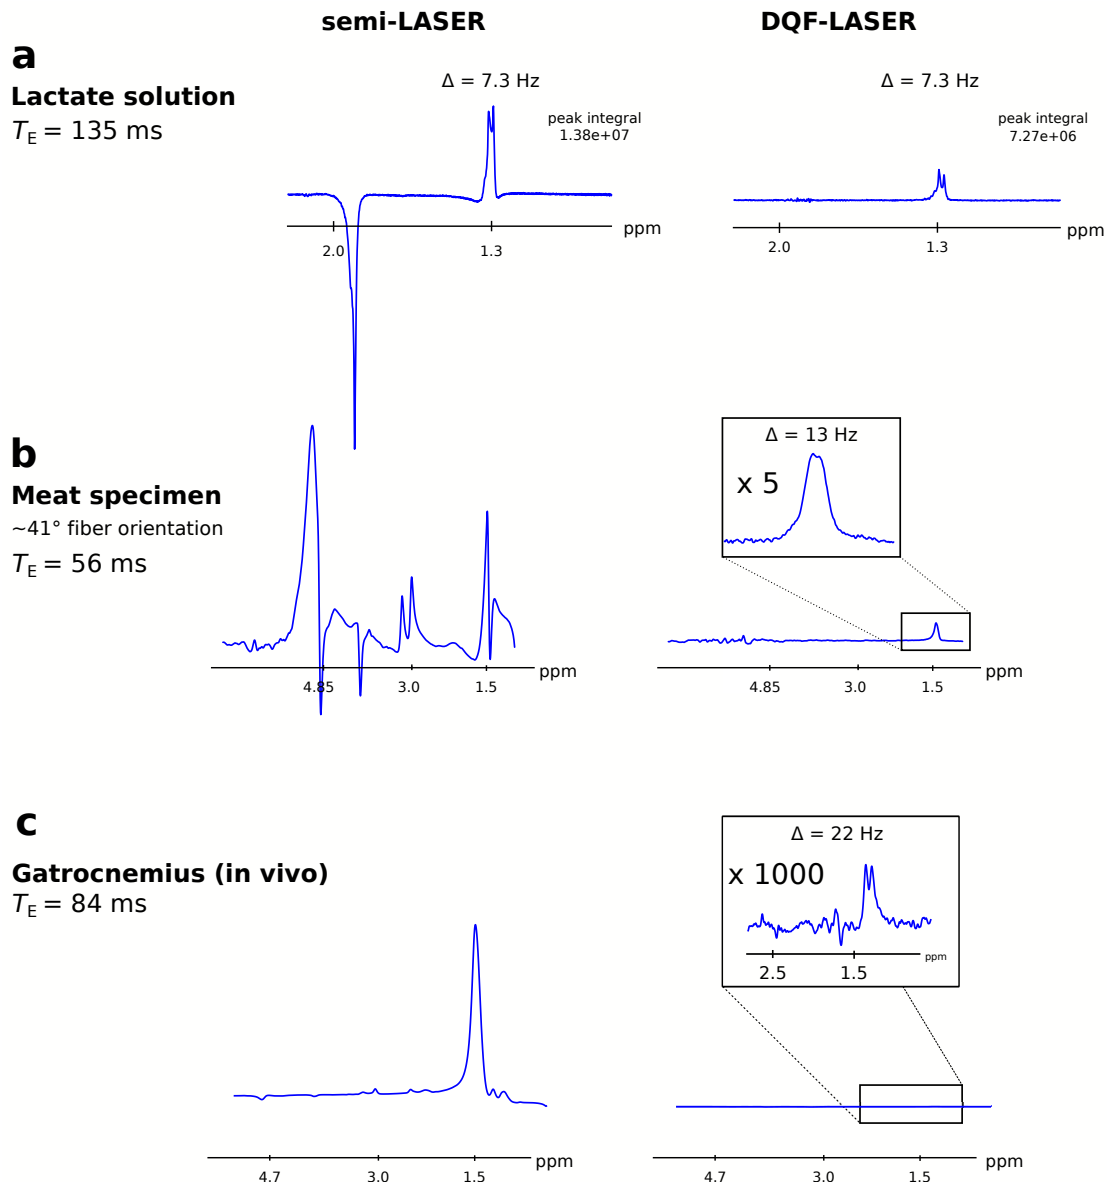 semi-LASER
DQF-LASER
a
Lactate solution
TE = 135 ms
Δ = 7.3 Hz
peak integral
1.38e+07
2.0
1.3
ppm
Δ = 7.3 Hz
peak integral
7.27e+06
2.0
1.3
ppm
b
Meat specimen
~41° fiber orientation
TE = 56 ms
4.85
3.0
1.5
ppm
Δ = 13 Hz
x 5
4.85
3.0
1.5
ppm
c
Gatrocnemius (in vivo)
TE = 84 ms
4.7
3.0
1.5
ppm
Δ = 22 Hz
x 1000
2.5
1.5
ppm
4.7
3.0
1.5
ppm